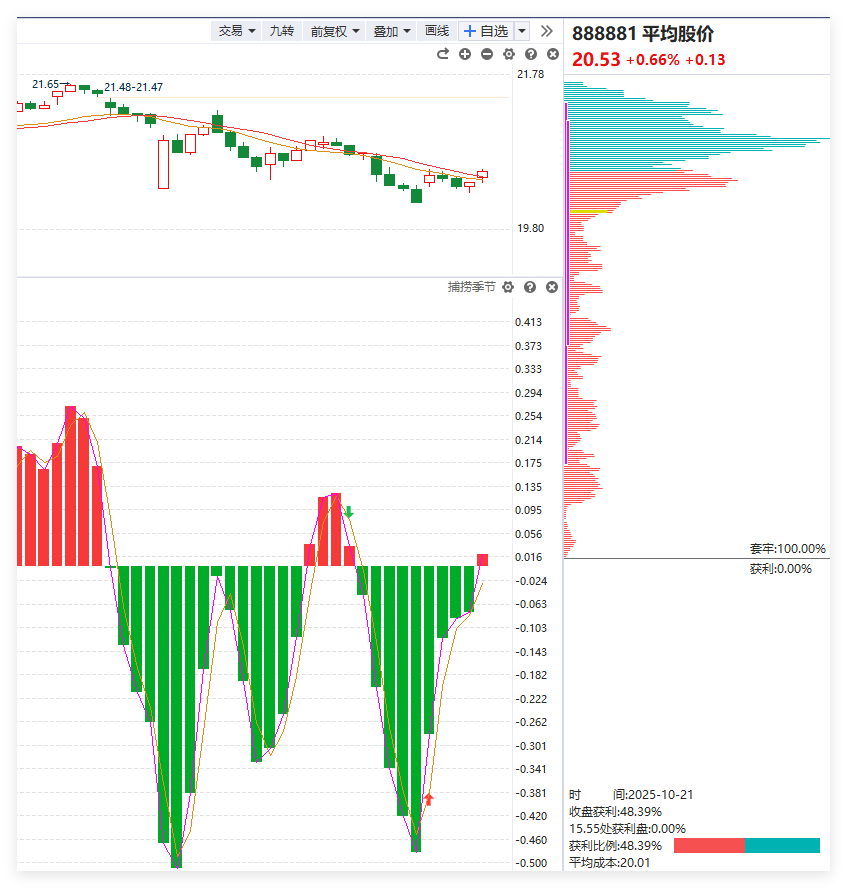 交易 九转 前复权 叠加 画线 自选
888881 平均股价
20.53 +0.66% +0.13
21.78
21.65
21.48-21.47
19.80
捕捞季节
0.413
0.373
0.333
0.294
0.254
0.214
0.175
0.135
0.095
0.056
0.016
-0.024
-0.063
-0.103
-0.143
-0.182
-0.222
-0.262
-0.301
-0.341
-0.381
-0.420
-0.460
-0.500
套牢:100.00%
获利:0.00%
时 间:2025-10-21
收盘获利:48.39%
15.55处获利盘:0.00%
获利比例:48.39%
平均成本:20.01